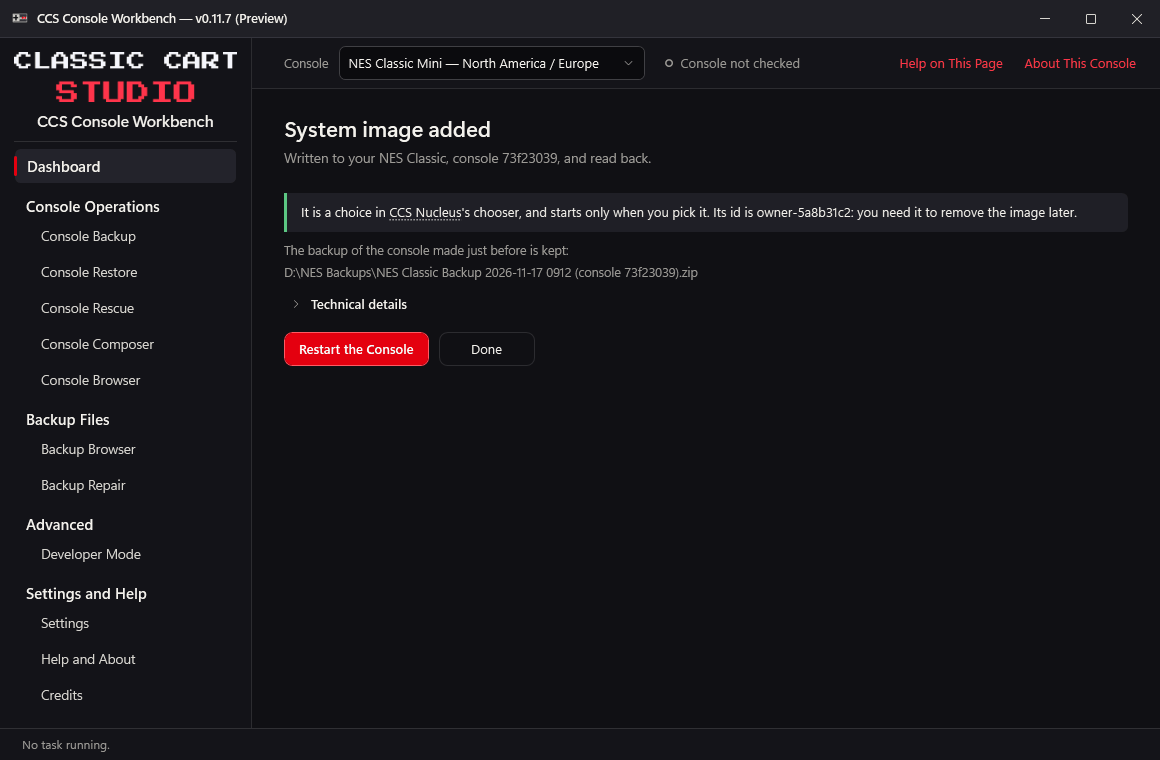 CCS Console Workbench — v0.11.7 (Preview)
CLASSIC CART
STUDIO
CCS Console Workbench
Console
NES Classic Mini — North America / Europe
Console not checked
Help on This Page
About This Console
Dashboard
Console Operations
Console Backup
Console Restore
Console Rescue
Console Composer
Console Browser
Backup Files
Backup Browser
Backup Repair
Advanced
Developer Mode
Settings and Help
Settings
Help and About
Credits
System image added
Written to your NES Classic, console 73f23039, and read back.
It is a choice in CCS Nucleus's chooser, and starts only when you pick it. Its id is owner-5a8b31c2: you need it to remove the image later.
The backup of the console made just before is kept:
D:\NES Backups\NES Classic Backup 2026-11-17 0912 (console 73f23039).zip
Technical details
Restart the Console
Done
No task running.